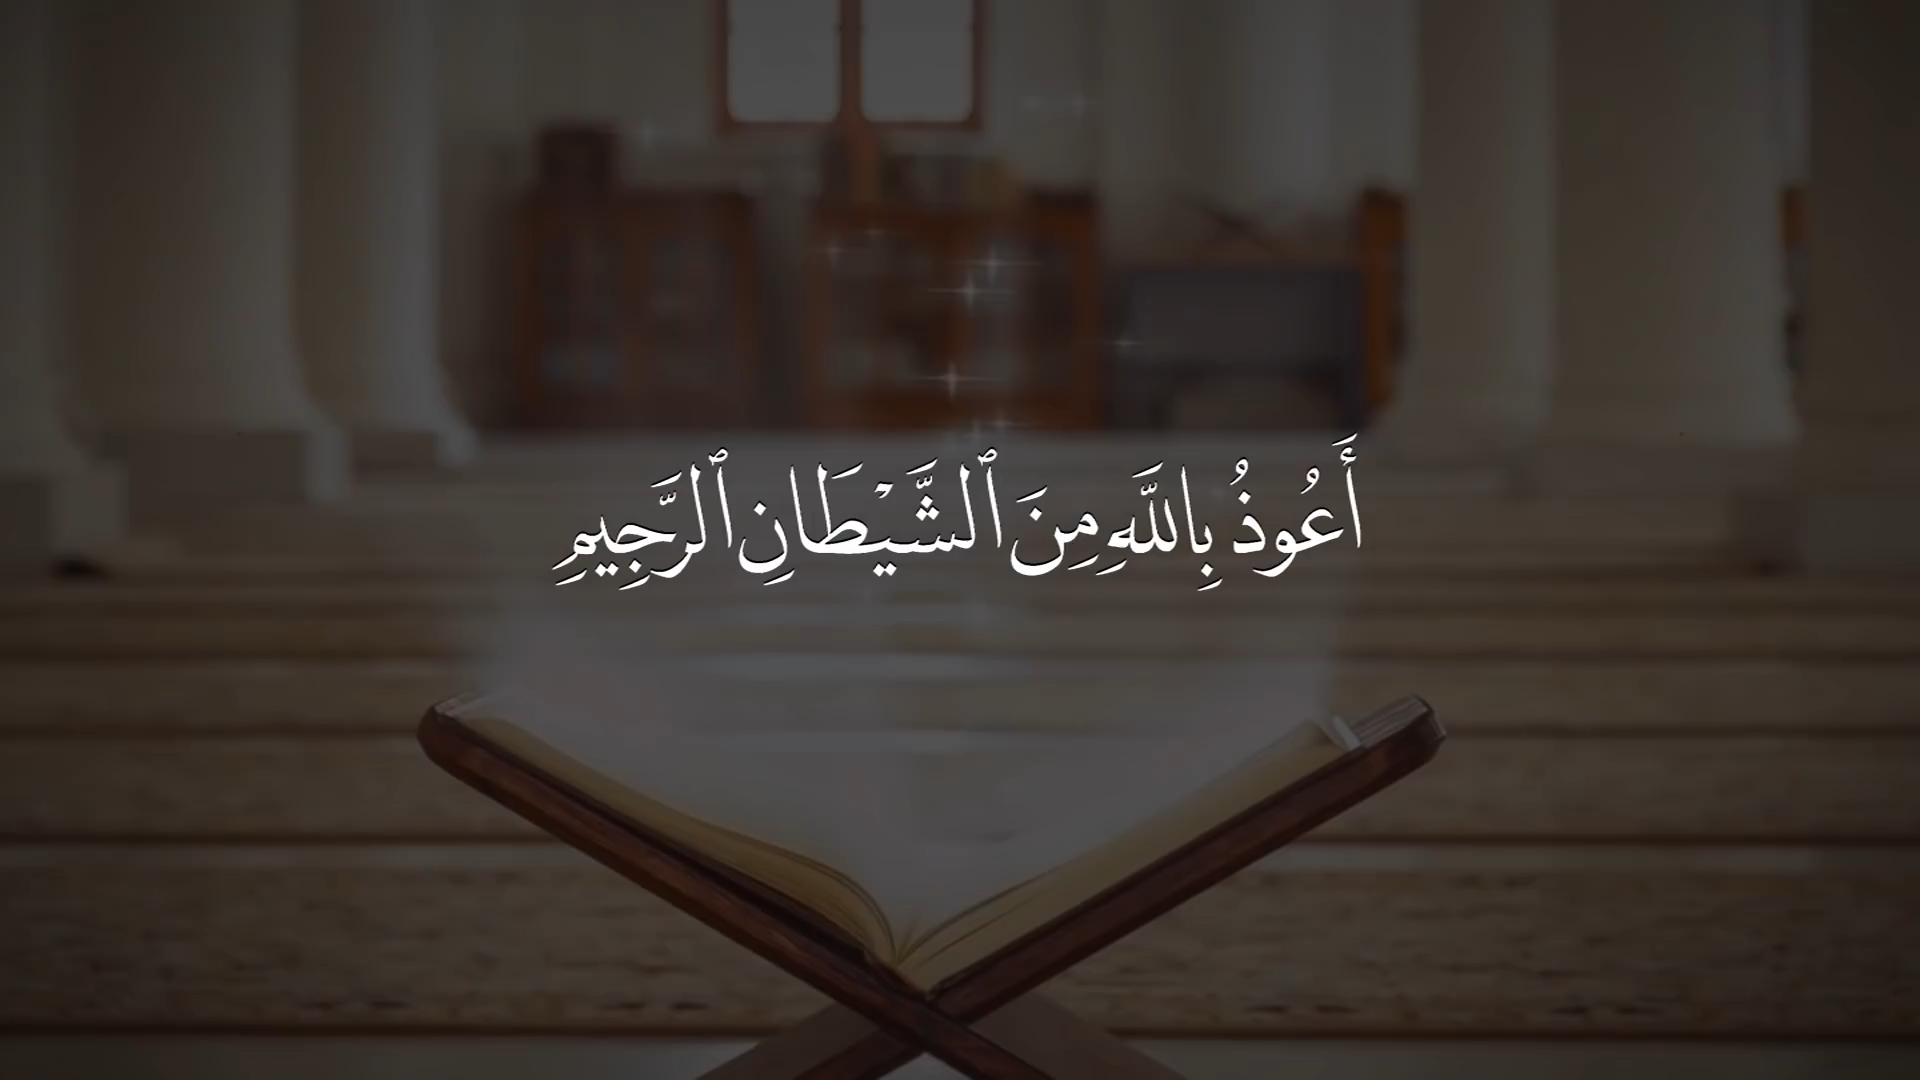 أَعُوذُ بِاللَّهِ مِنَ ٱلشَّيْطَانِ ٱلرَّجِيمِ